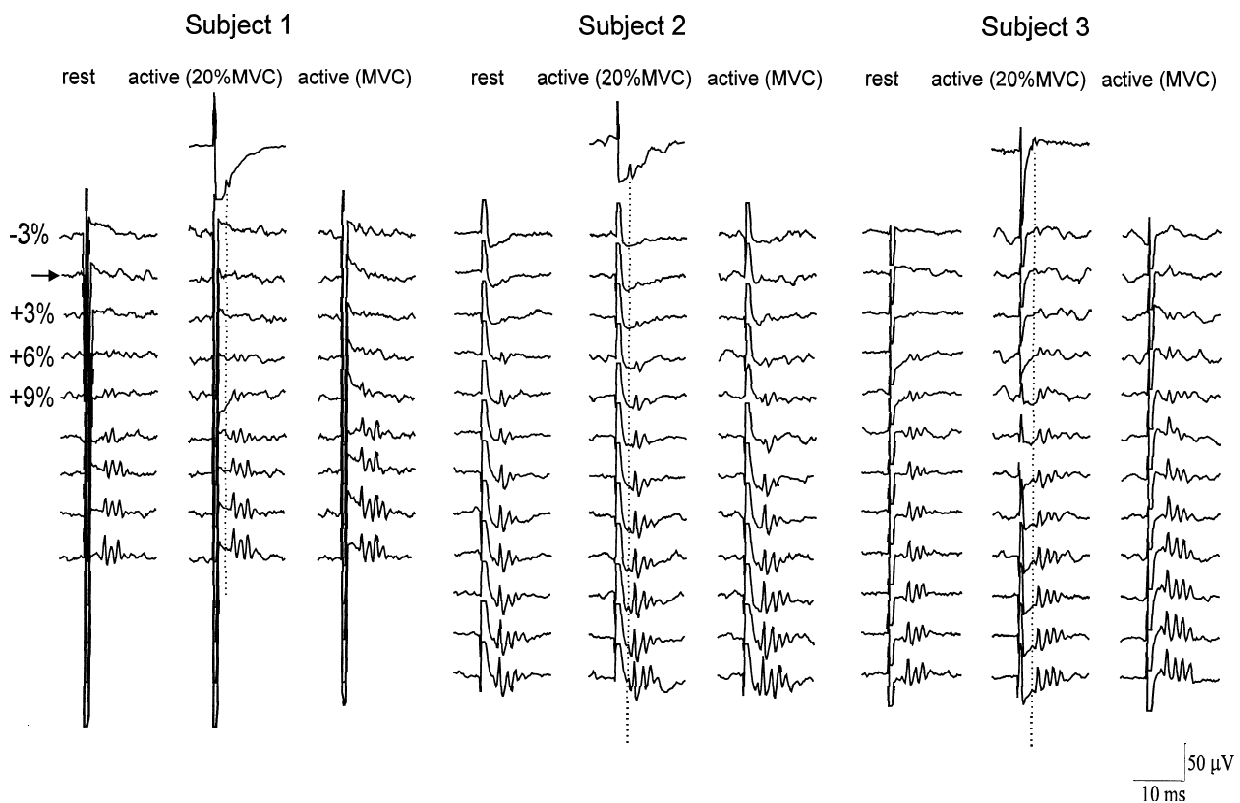 Subject 1
Subject 2
Subject 3
rest
active (20%MVC)
active (MVC)
rest
active (20%MVC)
active (MVC)
rest
active (20%MVC)
active (MVC)
-3%
+3%
+6%
+9%
50 µV
10 ms